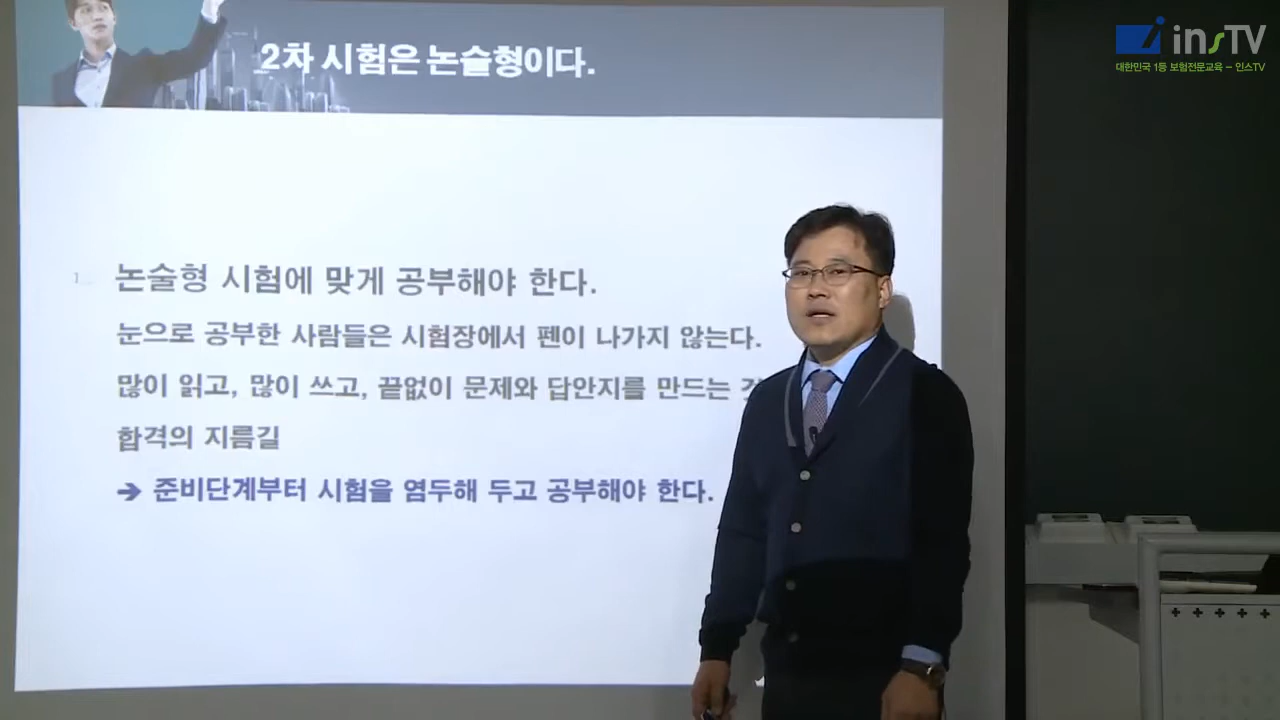 insTV
대한민국 1등 보험전문교육 - 인스TV
2차 시험은 논술형이다.
1.
논술형 시험에 맞게 공부해야 한다.
눈으로 공부한 사람들은 시험장에서 펜이 나가지 않는다.
많이 읽고, 많이 쓰고, 끝없이 문제와 답안지를 만드는
합격의 지름길
➔ 준비단계부터 시험을 염두해 두고 공부해야 한다.